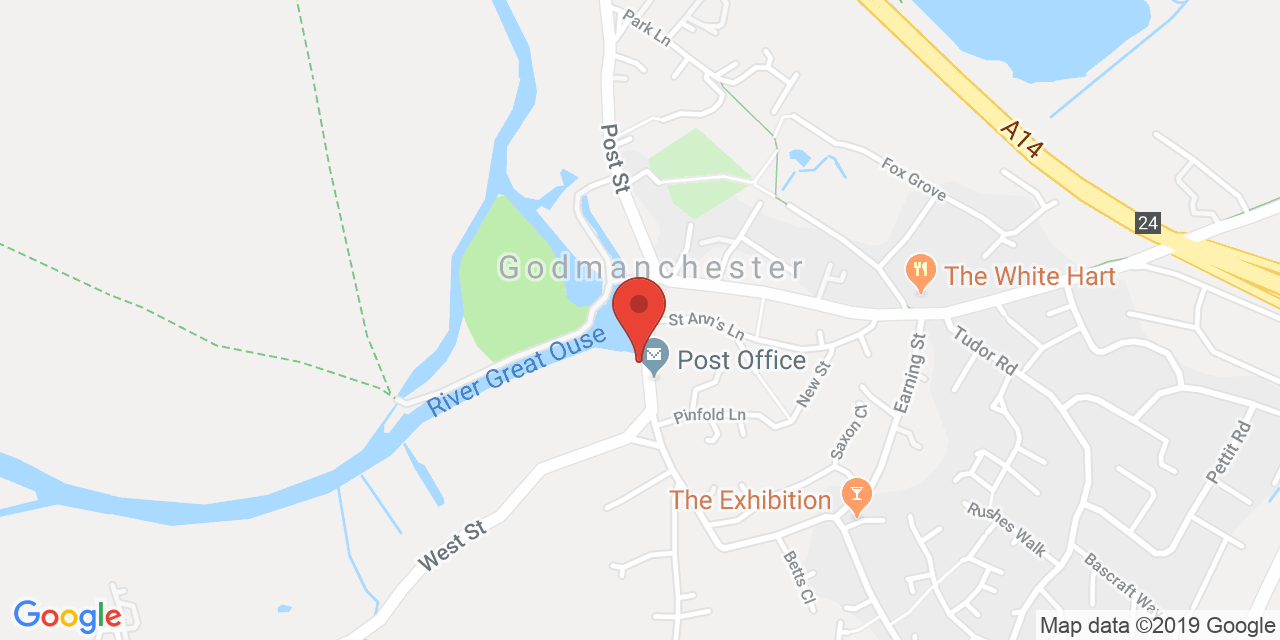 Park Ln
A14
Post St
Fox Grove
24
Godmanchester
The White Hart
St Ann's Ln
River Great Ouse
Post Office
Tudor Rd
Earning St
New St
Pinfold Ln
Saxon Cl
Pettit Rd
The Exhibition
West St
Rushes Walk
Betts Cl
Bascraft Way
Google
Map data ©2019 Google